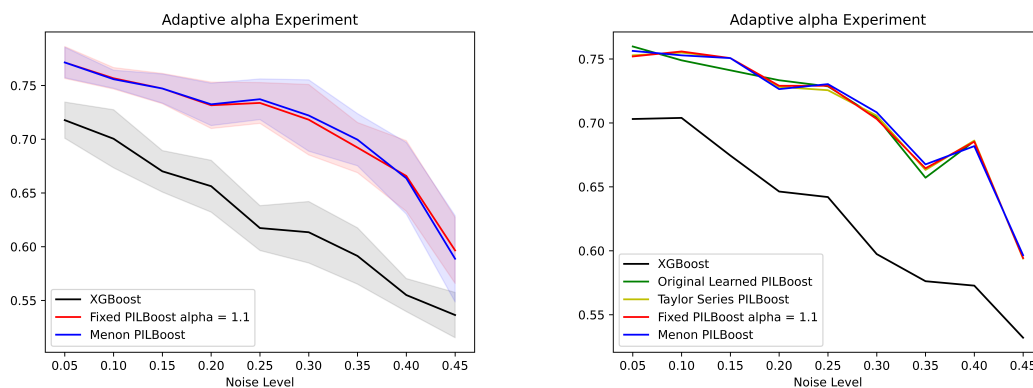 Adaptive alpha Experiment
0.75
0.70
0.65
0.60
0.55
XGBoost
Fixed PILBoost alpha = 1.1
Menon PILBoost
0.05 0.10 0.15 0.20 0.25 0.30 0.35 0.40 0.45
Noise Level
Adaptive alpha Experiment
0.75
0.70
0.65
0.60
0.55
XGBoost
Original Learned PILBoost
Taylor Series PILBoost
Fixed PILBoost alpha = 1.1
Menon PILBoost
0.05 0.10 0.15 0.20 0.25 0.30 0.35 0.40 0.45
Noise Level